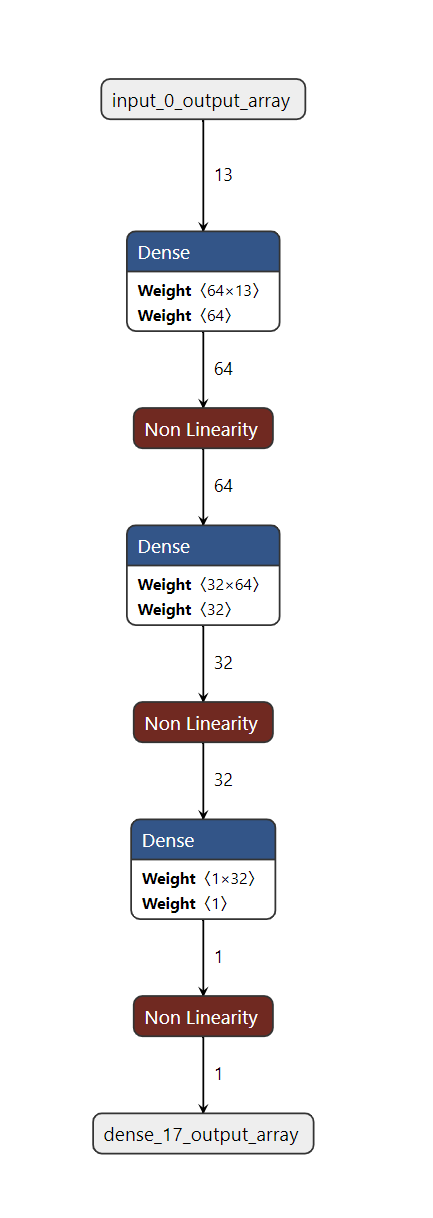 input_0_output_array
13
Dense
Weight 〈64×13〉
Weight 〈64〉
64
Non Linearity
64
Dense
Weight 〈32×64〉
Weight 〈32〉
32
Non Linearity
32
Dense
Weight 〈1×32〉
Weight 〈1〉
1
Non Linearity
1
dense_17_output_array